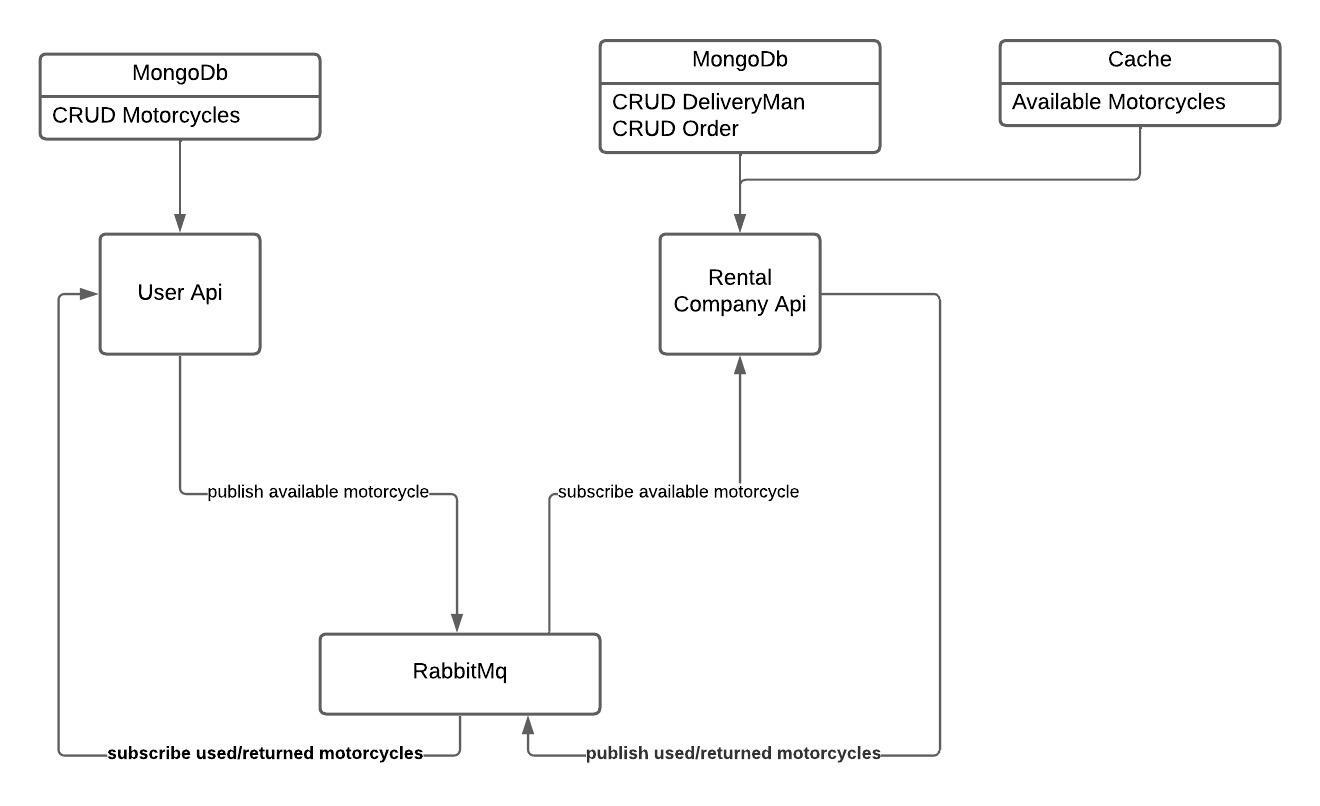 MongoDb
CRUD Motorcycles
MongoDb
CRUD DeliveryMan
CRUD Order
Cache
Available Motorcycles
User Api
Rental
Company Api
publish available motorcycle
subscribe available motorcycle
RabbitMq
subscribe used/returned motorcycles
publish used/returned motorcycles